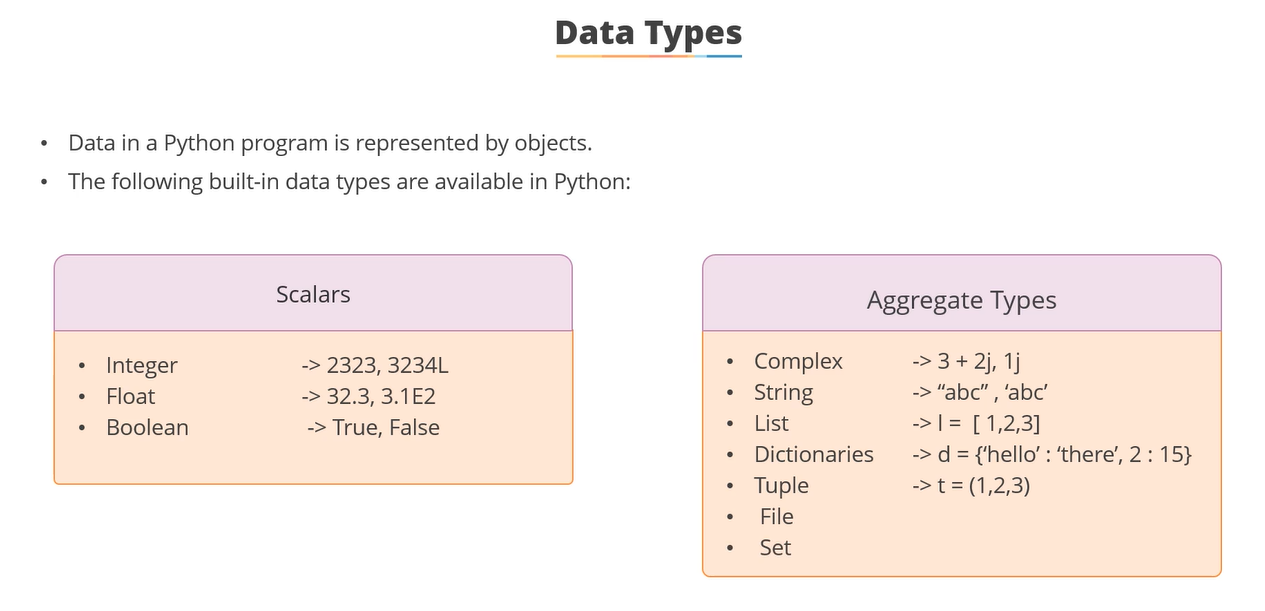 Data Types
• Data in a Python program is represented by objects.
• The following built-in data types are available in Python:
Scalars
• Integer -> 2323, 3234L
• Float -> 32.3, 3.1E2
• Boolean -> True, False
Aggregate Types
• Complex -> 3 + 2j, 1j
• String -> “abc” , ‘abc’
• List -> l = [ 1,2,3]
• Dictionaries -> d = {‘hello’ : ‘there’, 2 : 15}
• Tuple -> t = (1,2,3)
• File
• Set